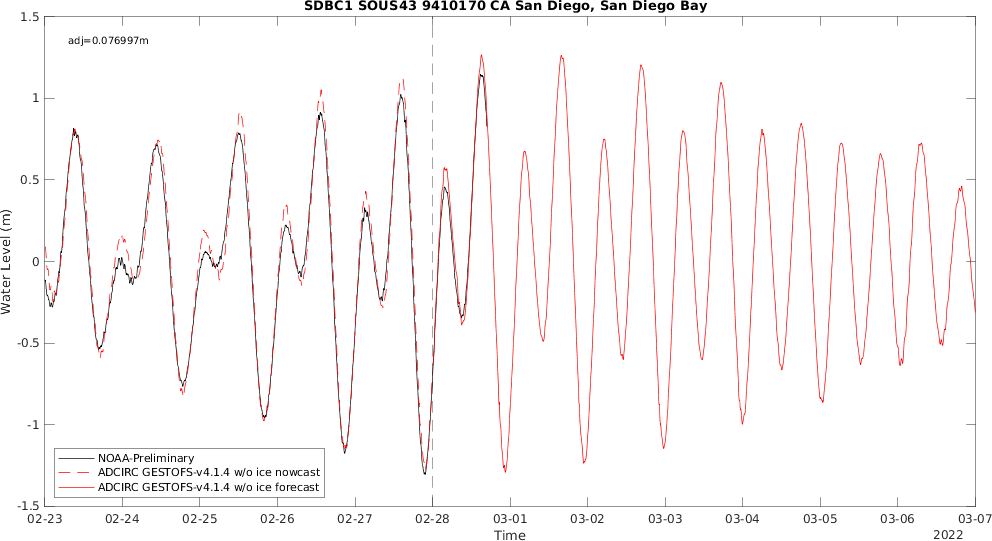 SDBC1 SOUS43 9410170 CA San Diego, San Diego Bay
adj=0.076997m
1.5
1
0.5
0
-0.5
-1
-1.5
Water Level (m)
NOAA-Preliminary
ADCIRC GESTOFS-v4.1.4 w/o ice nowcast
ADCIRC GESTOFS-v4.1.4 w/o ice forecast
02-23 02-24 02-25 02-26 02-27 02-28 03-01 03-02 03-03 03-04 03-05 03-06 03-07
Time
2022